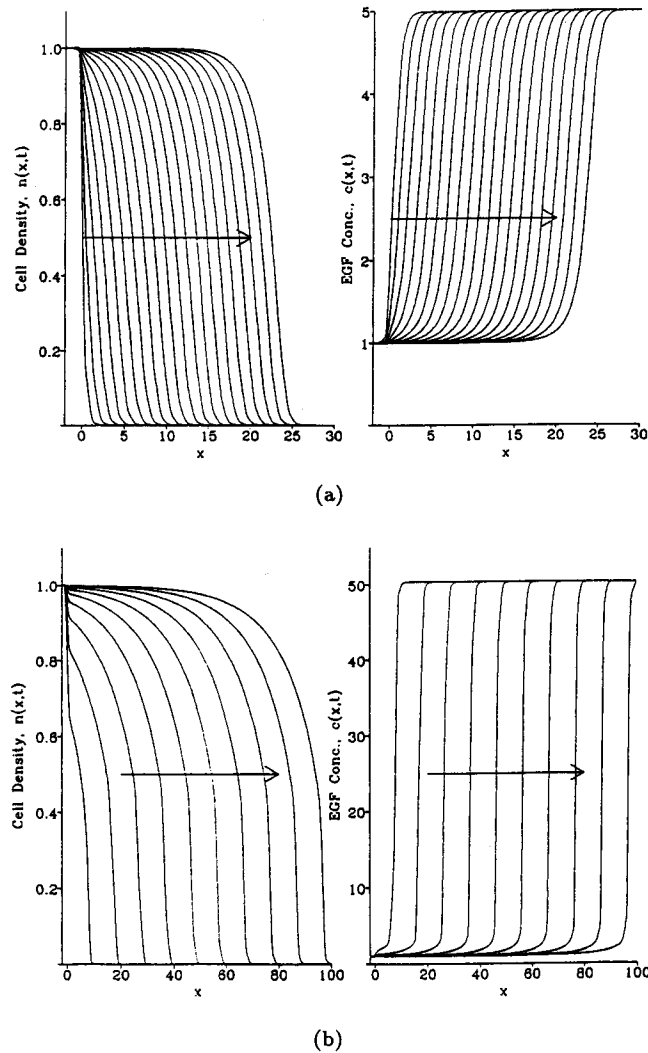 Cell Density, n(x,t)
1.0
0.8
0.6
0.4
0.2
0 5 10 15 20 25 30
x
EGF Conc., c(x,t)
5
4
3
2
1
0 5 10 15 20 25 30
x
(a)
Cell Density, n(x,t)
1.0
0.8
0.6
0.4
0.2
0 20 40 60 80 100
x
EGF Conc., c(x,t)
50
40
30
20
10
0 20 40 60 80 100
x
(b)